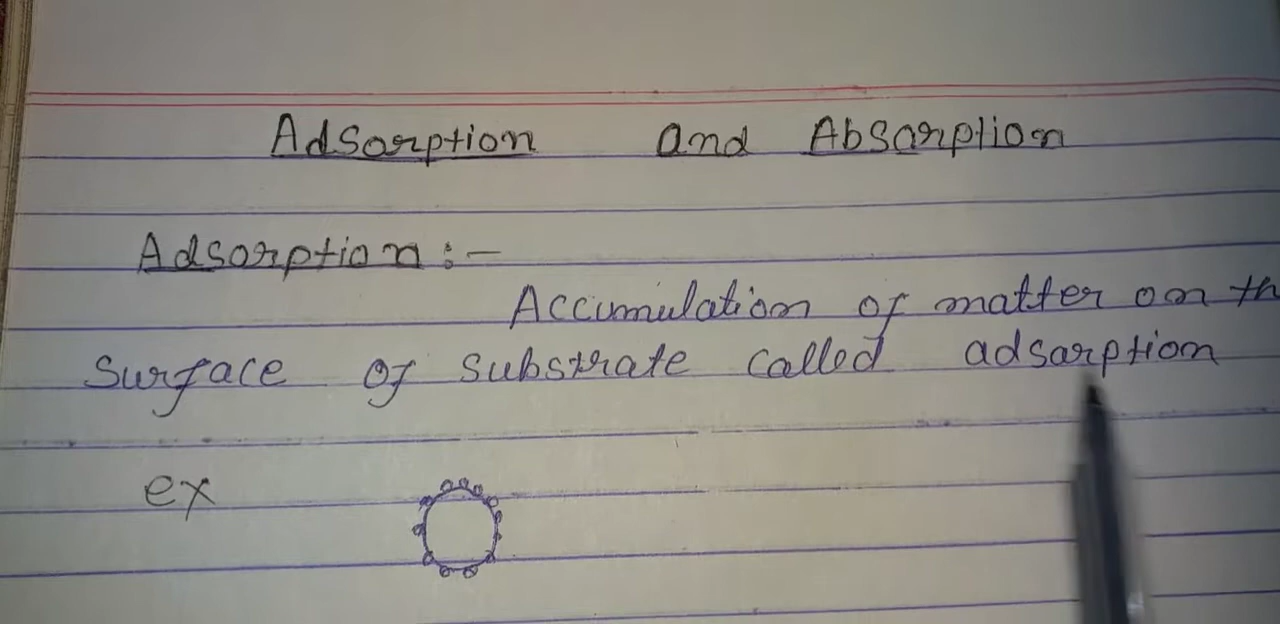 Adsorption and Absorption
Adsorption :-
Accumulation of matter on th
surface of substrate called adsorption
ex